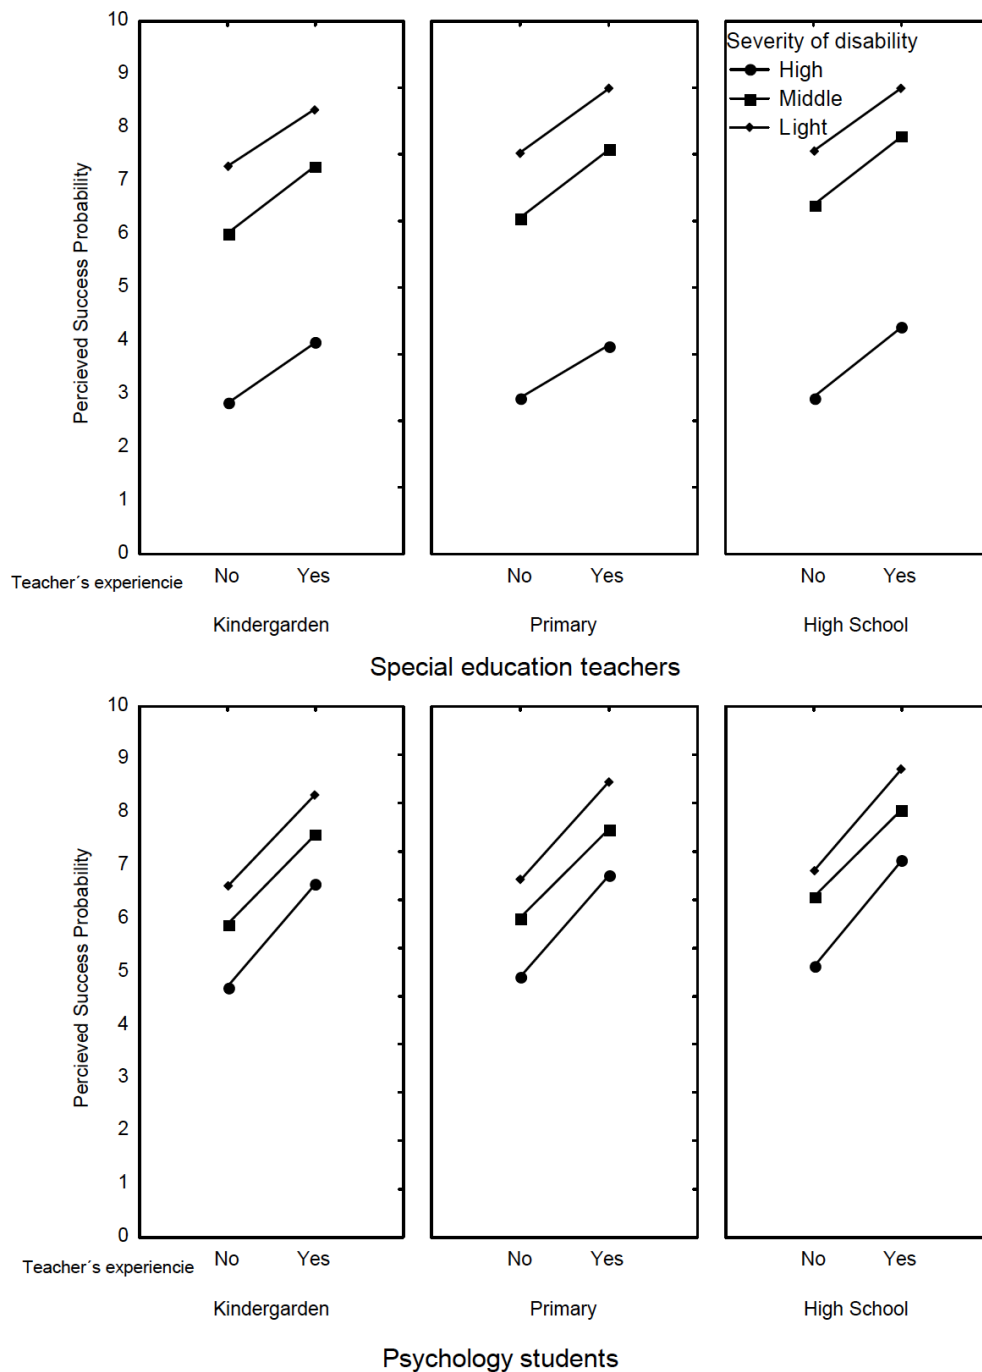 10
9
8
7
6
5
4
3
2
1
0
Percieved Success Probability
Severity of disability
High
Middle
Light
Teacher´s experiencie
No Yes
No Yes
No Yes
Kindergarden
Primary
High School
Special education teachers
10
9
8
7
6
5
4
3
2
1
0
Percieved Success Probability
Teacher´s experiencie
No Yes
No Yes
No Yes
Kindergarden
Primary
High School
Psychology students